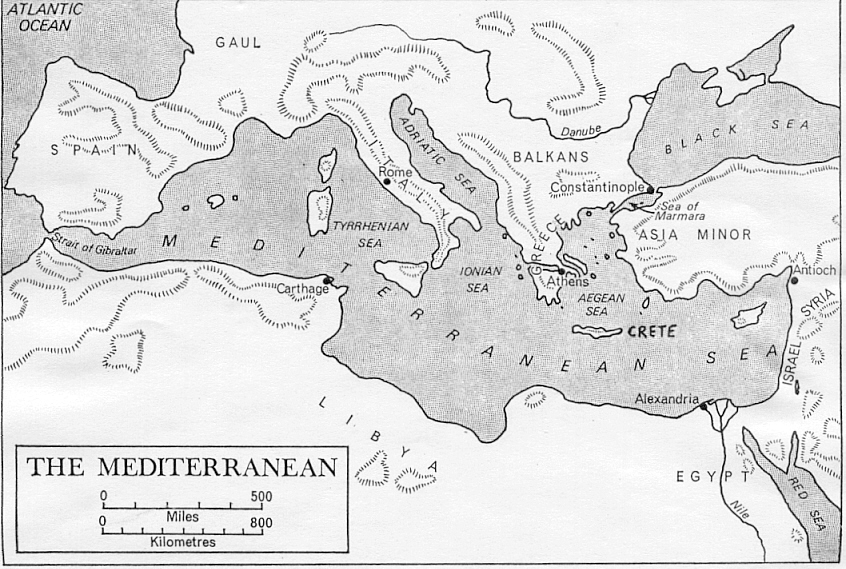 ATLANTIC
OCEAN
GAUL
SPAIN
ITALY
ADRIATIC SEA
Danube
BLACK SEA
BALKANS
Rome
Constantinople
Sea of
Marmara
ASIA MINOR
Strait of Gibraltar
TYRRHENIAN
SEA
GREECE
MEDITERRANEAN SEA
IONIAN
SEA
Athens
Antioch
Carthage
AEGEAN
SEA
SYRIA
CRETE
ISRAEL
Alexandria
LIBYA
EGYPT
Nile
RED SEA
THE MEDITERRANEAN
0 500
Miles
0 800
Kilometres